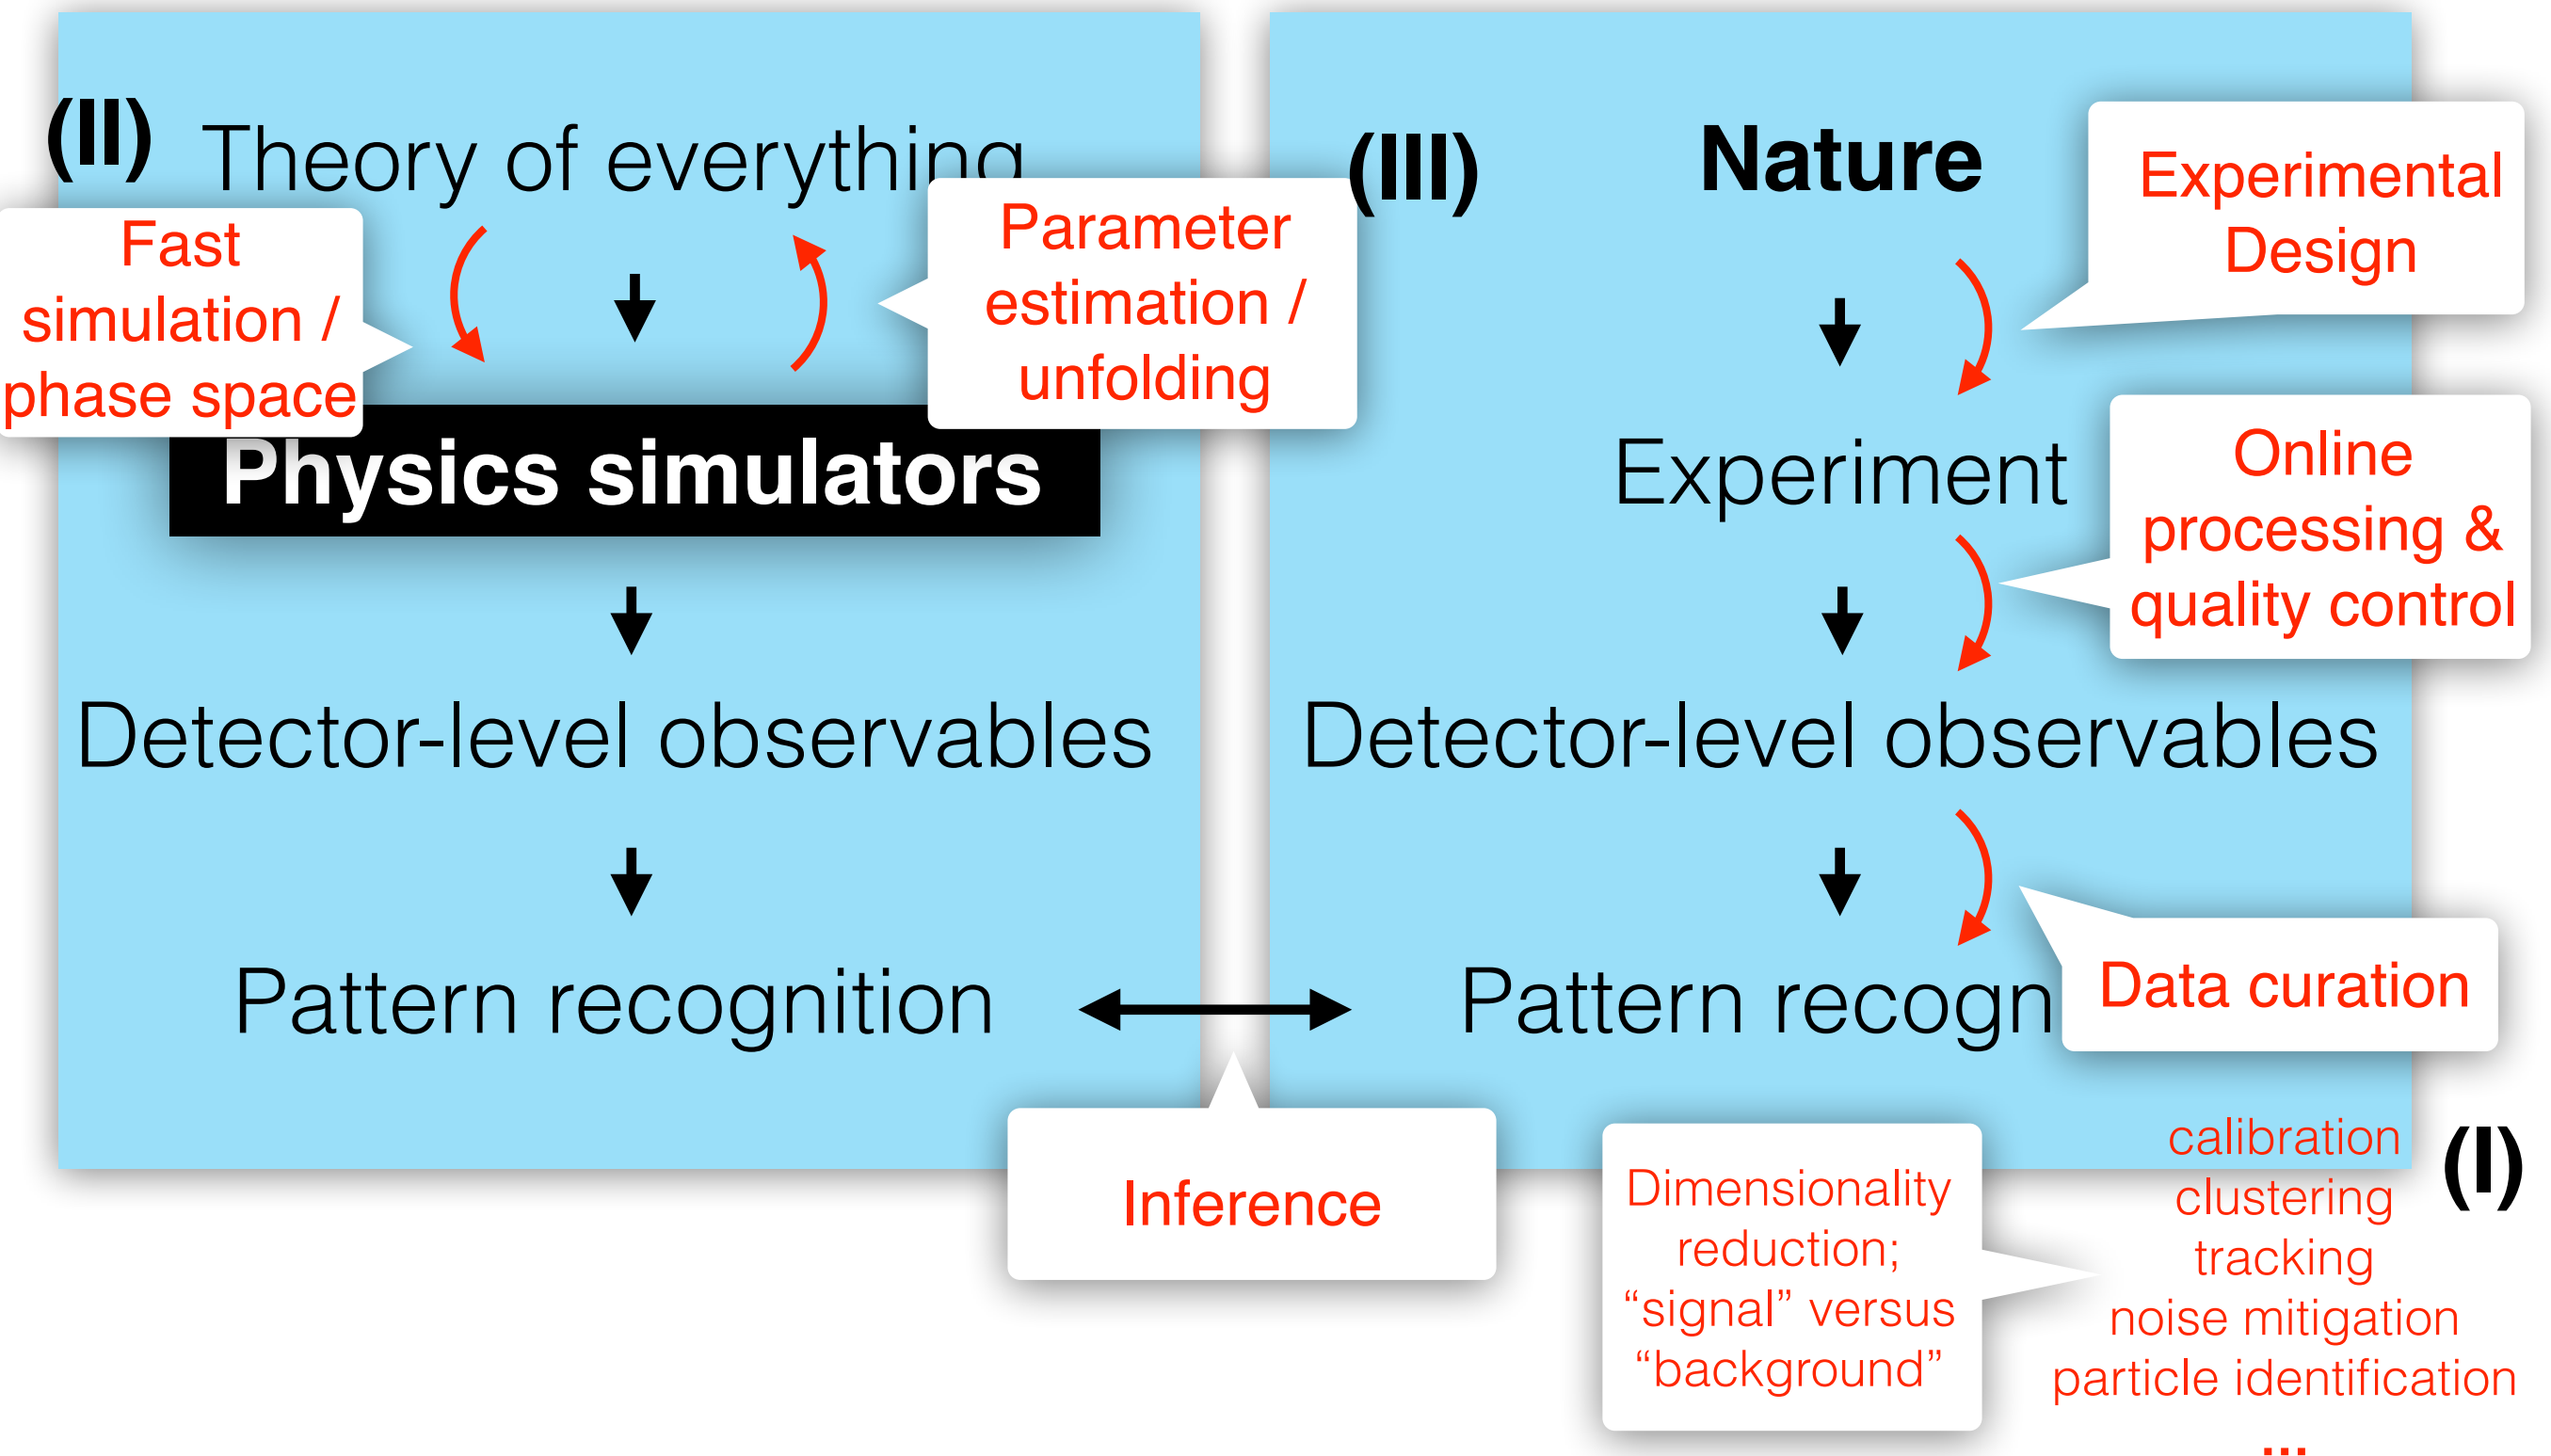 (II)
Theory of everything
Fast
simulation /
phase space
Parameter
estimation /
unfolding
Physics simulators
Detector-level observables
Pattern recognition
Inference
(III)
Nature
Experimental
Design
Experiment
Online
processing &
quality control
Detector-level observables
Pattern recogn
Data curation
Dimensionality
reduction;
“signal” versus
“background”
calibration
clustering
tracking
noise mitigation
particle identification
...
(I)